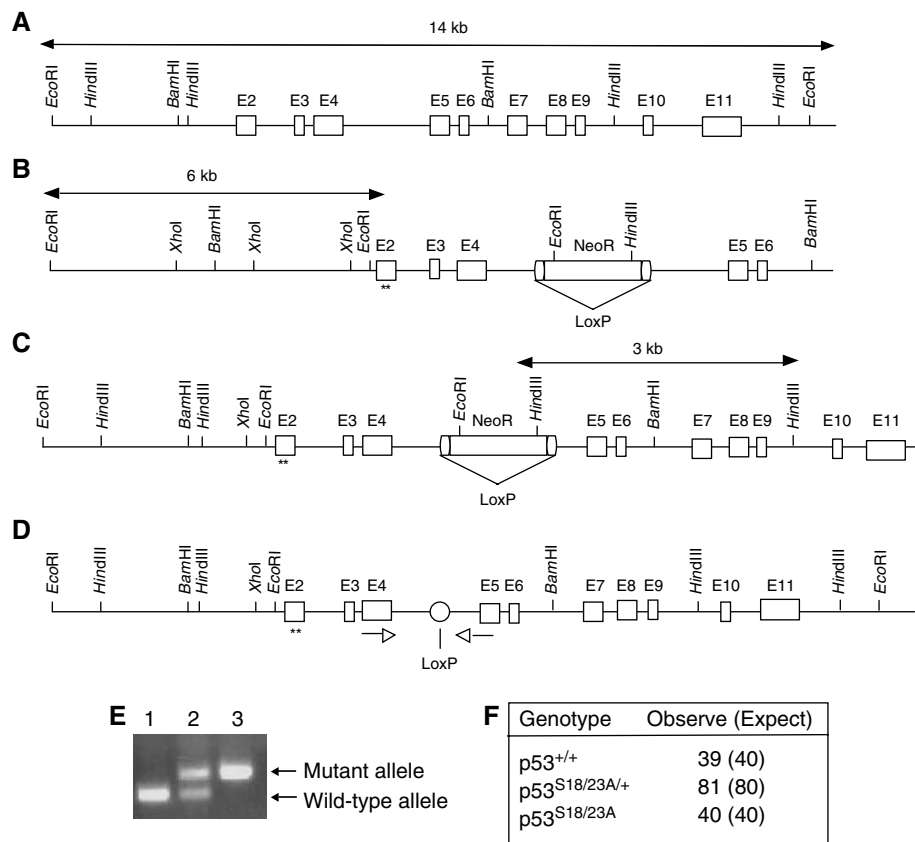 A
14 kb
EcoRI HindIII BamHI HindIII E2 E3 E4 E5 E6 BamHI E7 E8 E9 HindIII E10 E11 HindIII EcoRI
B
6 kb
EcoRI XhoI BamHI XhoI XhoI EcoRI E2 E3 E4 EcoRI NeoR HindIII E5 E6 BamHI
**
LoxP
C
3 kb
EcoRI HindIII BamHI HindIII XhoI EcoRI E2 E3 E4 EcoRI NeoR HindIII E5 E6 BamHI E7 E8 E9 HindIII E10 E11
**
LoxP
D
EcoRI HindIII BamHI HindIII XhoI EcoRI E2 E3 E4 E5 E6 BamHI E7 E8 E9 HindIII E10 E11 HindIII EcoRI
**
LoxP
E 1 2 3
Mutant allele
Wild-type allele
F
Genotype Observe (Expect)
p53+/+ 39 (40)
p53S18/23A/+ 81 (80)
p53S18/23A 40 (40)